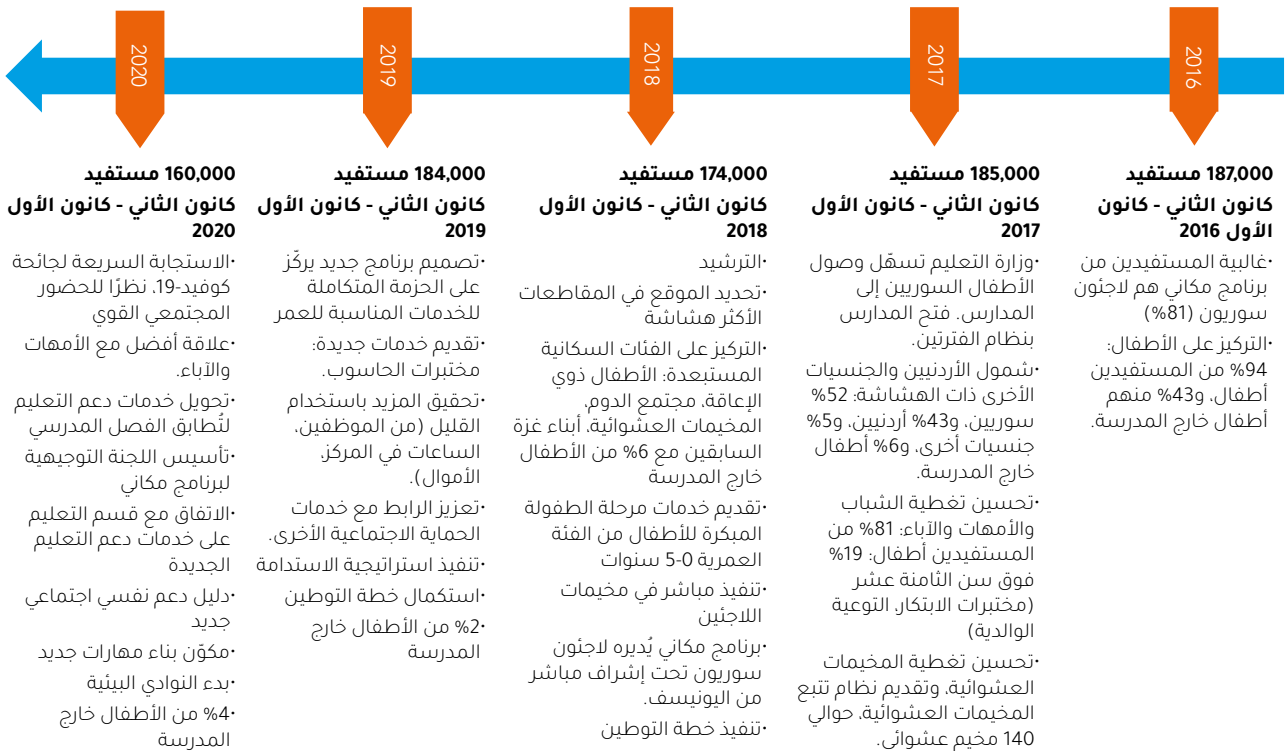 2016
187,000 مستفيد
كانون الثاني - كانون
الأول 2016
·غالبية المستفيدين من
برنامج مكاني هم لاجئون
سوريون (81%)
·التركيز على الأطفال:
94% من المستفيدين
أطفال، و43% منهم
أطفال خارج المدرسة.
2017
185,000 مستفيد
كانون الثاني - كانون الأول
2017
·وزارة التعليم تسهّل وصول
الأطفال السوريين إلى
المدارس. فتح المدارس
بنظام الفترتين.
·شمول الأردنيين والجنسيات
الأخرى ذات الهشاشة: 52%
سوريين، و43% أردنيين، و5%
جنسيات أخرى، و6% أطفال
خارج المدرسة.
·تحسين تغطية الشباب
والأمهات والآباء: 81% من
المستفيدين أطفال: 19%
فوق سن الثامنة عشر
(مختبرات الابتكار، التوعية
الوالدية)
·تحسين تغطية المخيمات
العشوائية، وتقديم نظام تتبع
المخيمات العشوائية، حوالي
140 مخيم عشوائي.
2018
174,000 مستفيد
كانون الثاني - كانون الأول
2018
·الترشيد
·تحديد الموقع في المقاطعات
الأكثر هشاشة
·التركيز على الفئات السكانية
المستبعدة: الأطفال ذوي
الإعاقة، مجتمع الدوم،
المخيمات العشوائية، أبناء غزة
السابقين مع 6% من الأطفال
خارج المدرسة
·تقديم خدمات مرحلة الطفولة
المبكرة للأطفال من الفئة
العمرية 0-5 سنوات
·تنفيذ مباشر في مخيمات
اللاجئين
·برنامج مكاني يُديره لاجئون
سوريون تحت إشراف مباشر
من اليونيسف.
·تنفيذ خطة التوطين
2019
184,000 مستفيد
كانون الثاني - كانون الأول
2019
·تصميم برنامج جديد يركّز
على الحزمة المتكاملة
للخدمات المناسبة للعمر
·تقديم خدمات جديدة:
مختبرات الحاسوب.
·تحقيق المزيد باستخدام
القليل (من الموظفين،
الساعات في المركز،
الأموال).
·تعزيز الرابط مع خدمات
الحماية الاجتماعية الأخرى.
·تنفيذ استراتيجية الاستدامة
·استكمال خطة التوطين
·2% من الأطفال خارج
المدرسة
2020
160,000 مستفيد
كانون الثاني - كانون الأول
2020
·الاستجابة السريعة لجائحة
كوفيد-19، نظرًا للحضور
المجتمعي القوي
·علاقة أفضل مع الأمهات
والآباء.
·تحويل خدمات دعم التعليم
لتُطابق الفصل المدرسي
·تأسيس اللجنة التوجيهية
لبرنامج مكاني
·الاتفاق مع قسم التعليم
على خدمات دعم التعليم
الجديدة
·دليل دعم نفسي اجتماعي
جديد
·مكوّن بناء مهارات جديد
·بدء النوادي البيئية
·4% من الأطفال خارج
المدرسة